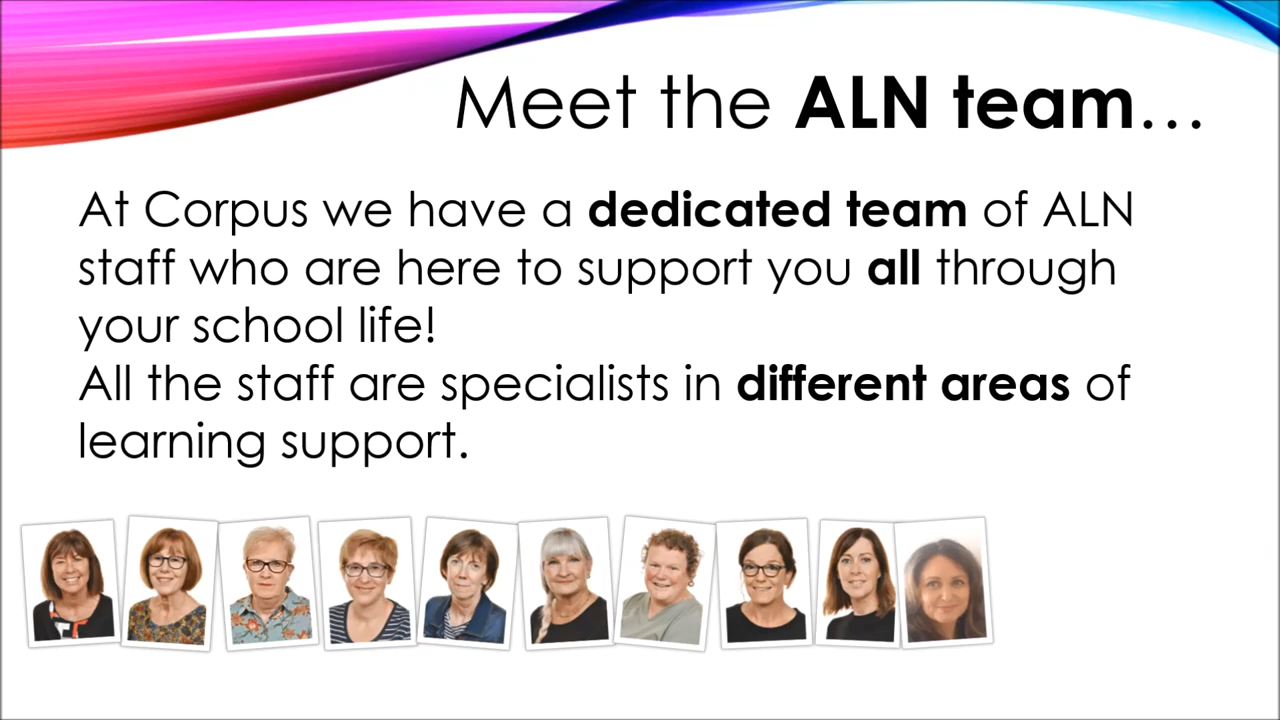 Meet the ALN team...
At Corpus we have a dedicated team of ALN
staff who are here to support you all through
your school life!
All the staff are specialists in different areas of
learning support.